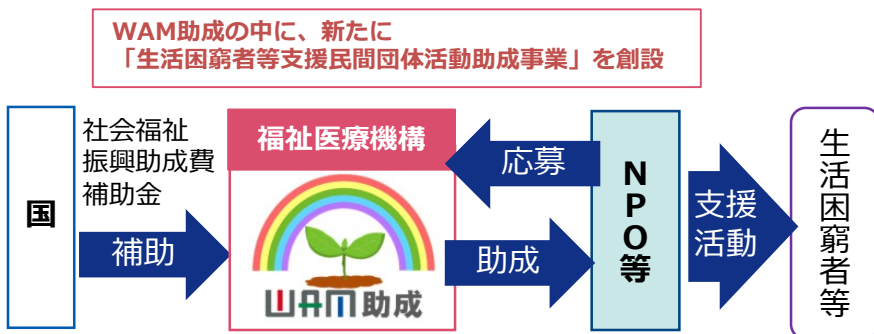 WAM助成の中に、新たに
「生活困窮者等支援民間団体活動助成事業」を創設
国
社会福祉
振興助成費
補助金
補助
福祉医療機構
WAM助成
応募
助成
NPO等
支援
活動
生活困窮者等